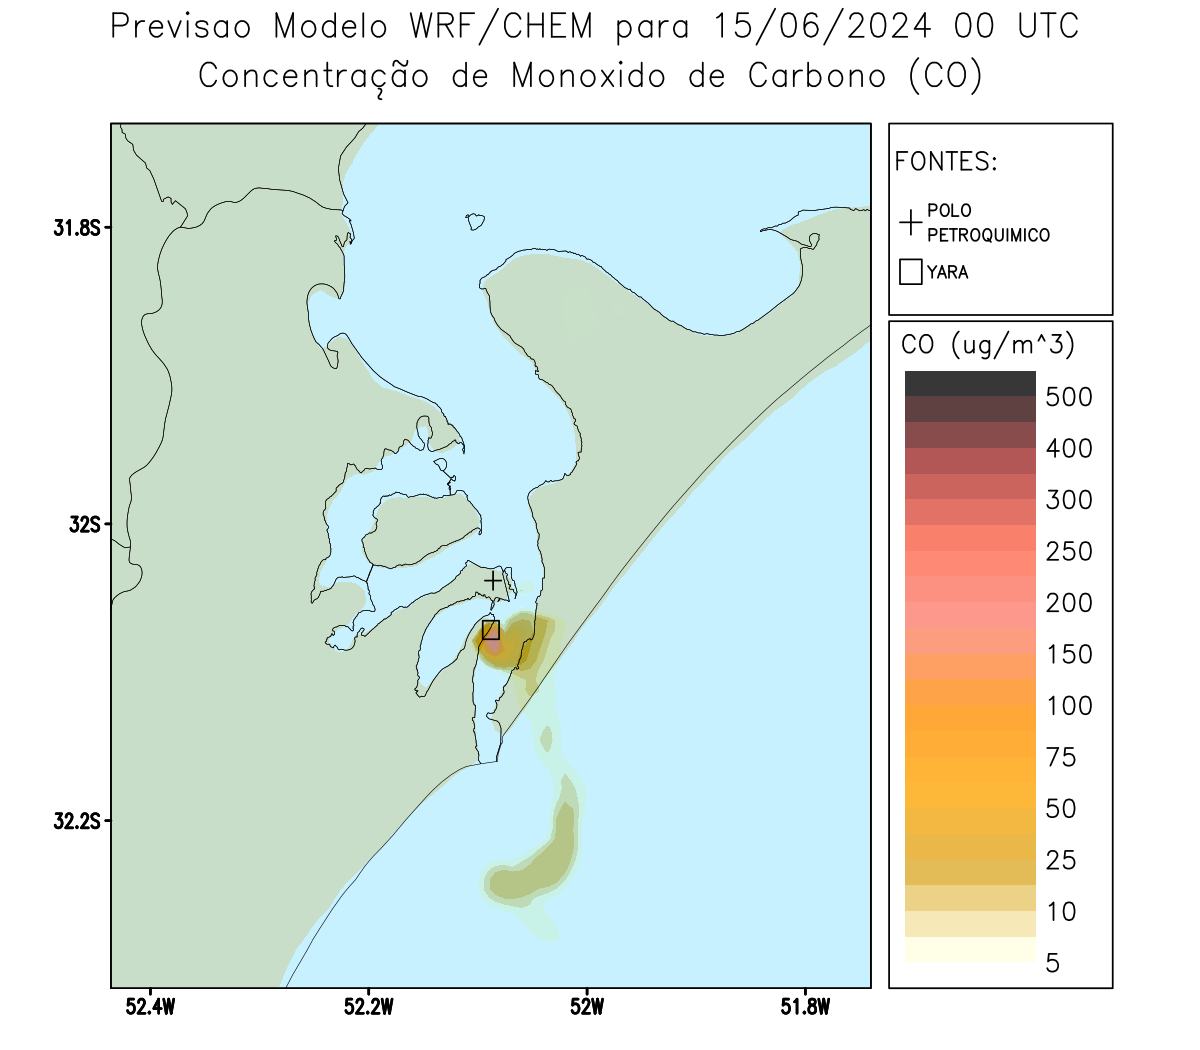 Previsao Modelo WRF/CHEM para 15/06/2024 00 UTC
Concentração de Monoxido de Carbono (CO)
FONTES:
POLO
PETROQUIMICO
YARA
CO (ug/m^3)
500
400
300
250
200
150
100
75
50
25
10
5
31.8S
32S
32.2S
52.4W
52.2W
52W
51.8W